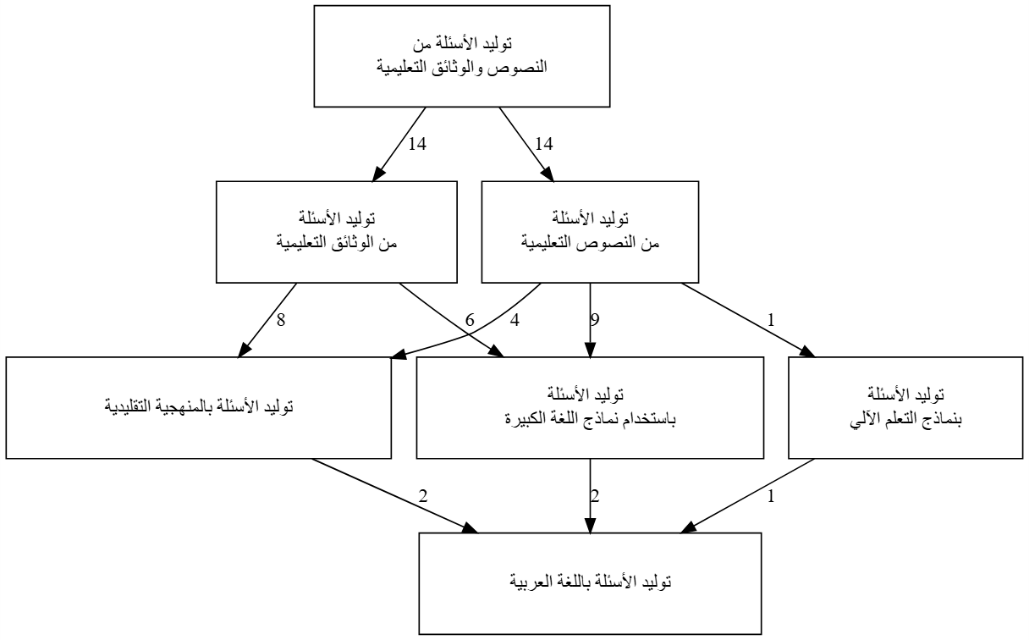 توليد الأسئلة من
النصوص والوثائق التعليمية
14
14
توليد الأسئلة
من النصوص التعليمية
توليد الأسئلة
من الوثائق التعليمية
1
9
4
6
8
توليد الأسئلة
بنماذج التعلم الآلي
توليد الأسئلة
باستخدام نماذج اللغة الكبيرة
توليد الأسئلة بالمنهجية التقليدية
1
2
2
توليد الأسئلة باللغة العربية